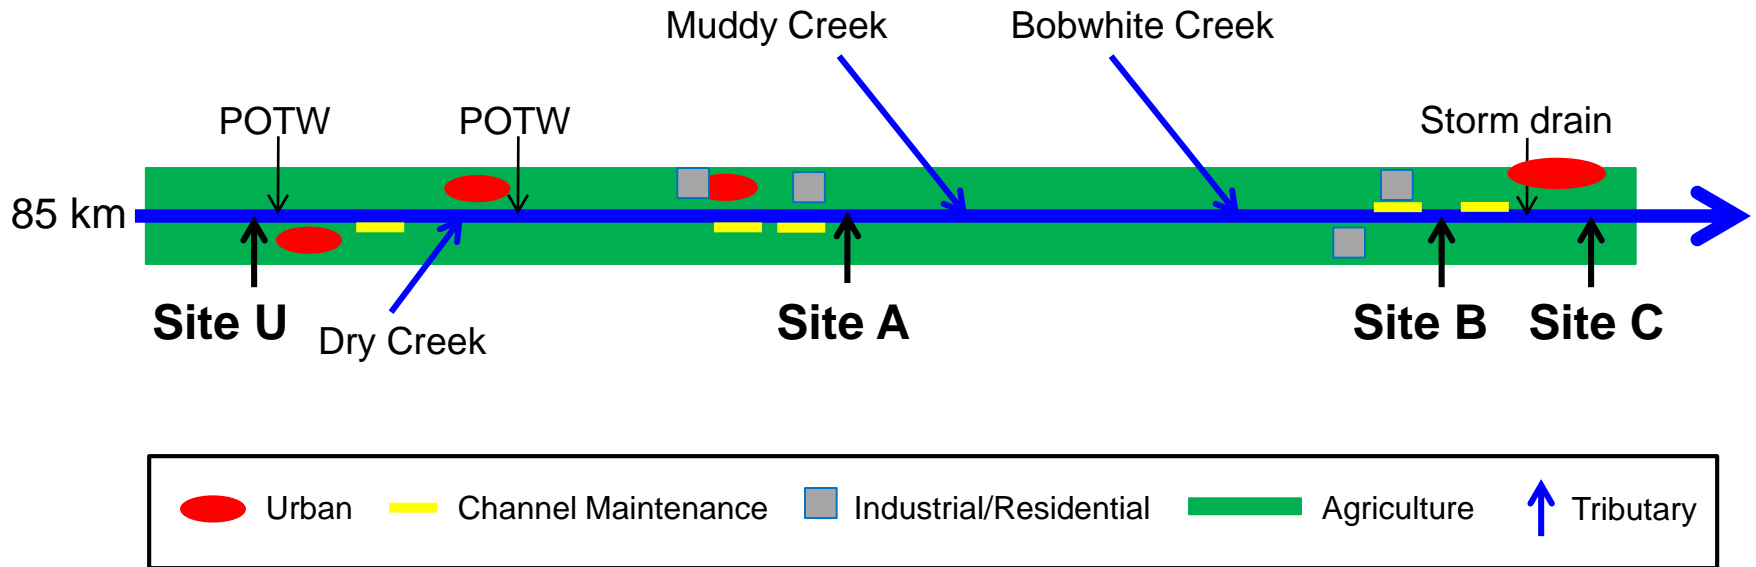 Muddy Creek
Bobwhite Creek
POTW
POTW
Storm drain
85 km
Site U
Dry Creek
Site A
Site B
Site C
Urban
Channel Maintenance
Industrial/Residential
Agriculture
Tributary